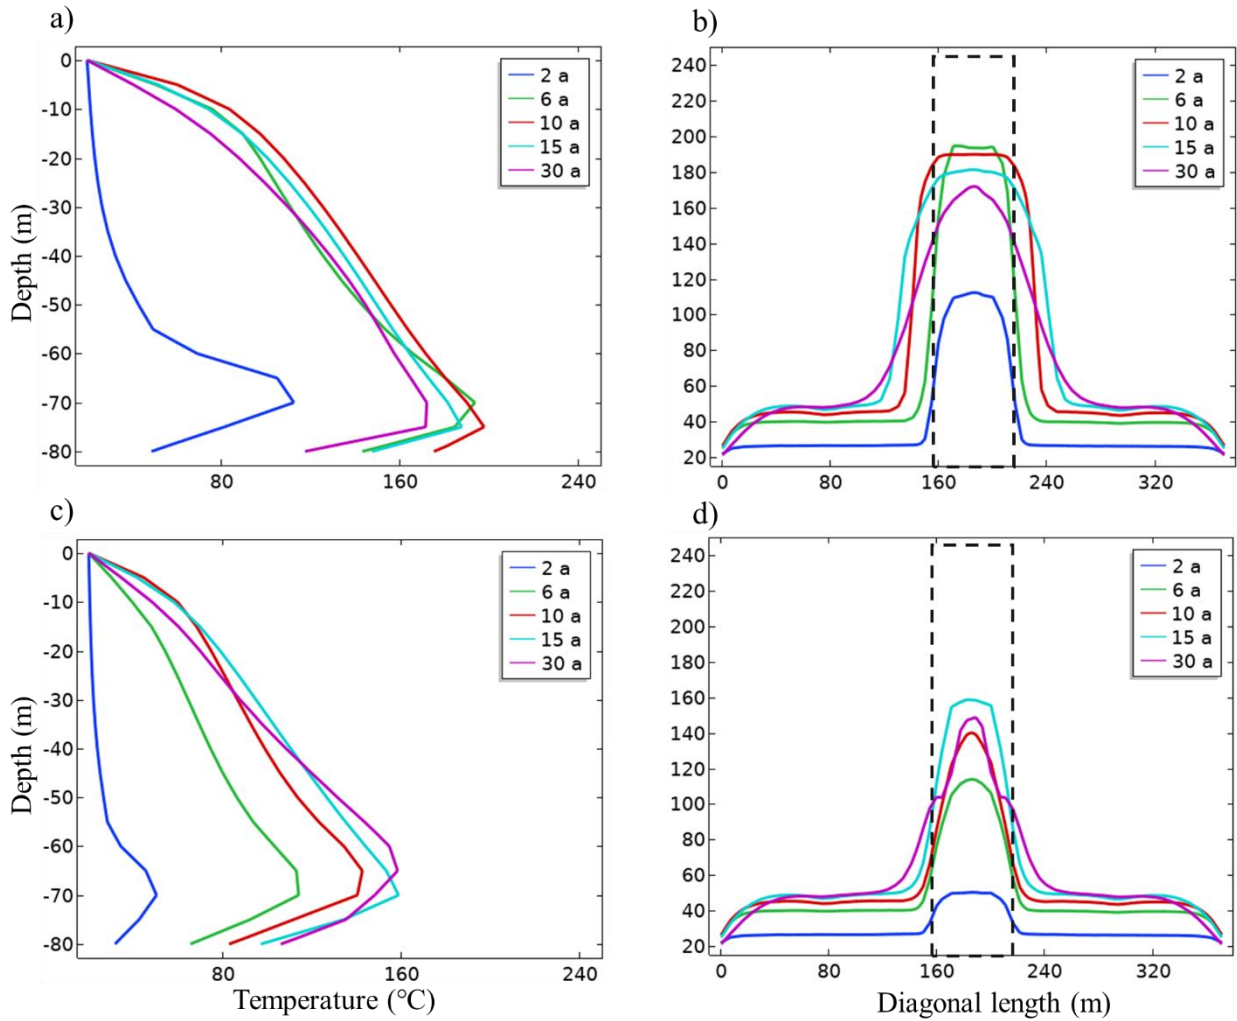 a)
0
-10
-20
-30
-40
-50
-60
-70
-80
80
160
240
Depth (m)
2 a
6 a
10 a
15 a
30 a
b)
240
220
200
180
160
140
120
100
80
60
40
20
0
80
160
240
320
2 a
6 a
10 a
15 a
30 a
c)
0
-10
-20
-30
-40
-50
-60
-70
-80
80
160
240
Depth (m)
Temperature (°C)
2 a
6 a
10 a
15 a
30 a
d)
240
220
200
180
160
140
120
100
80
60
40
20
0
80
160
240
320
Diagonal length (m)
2 a
6 a
10 a
15 a
30 a